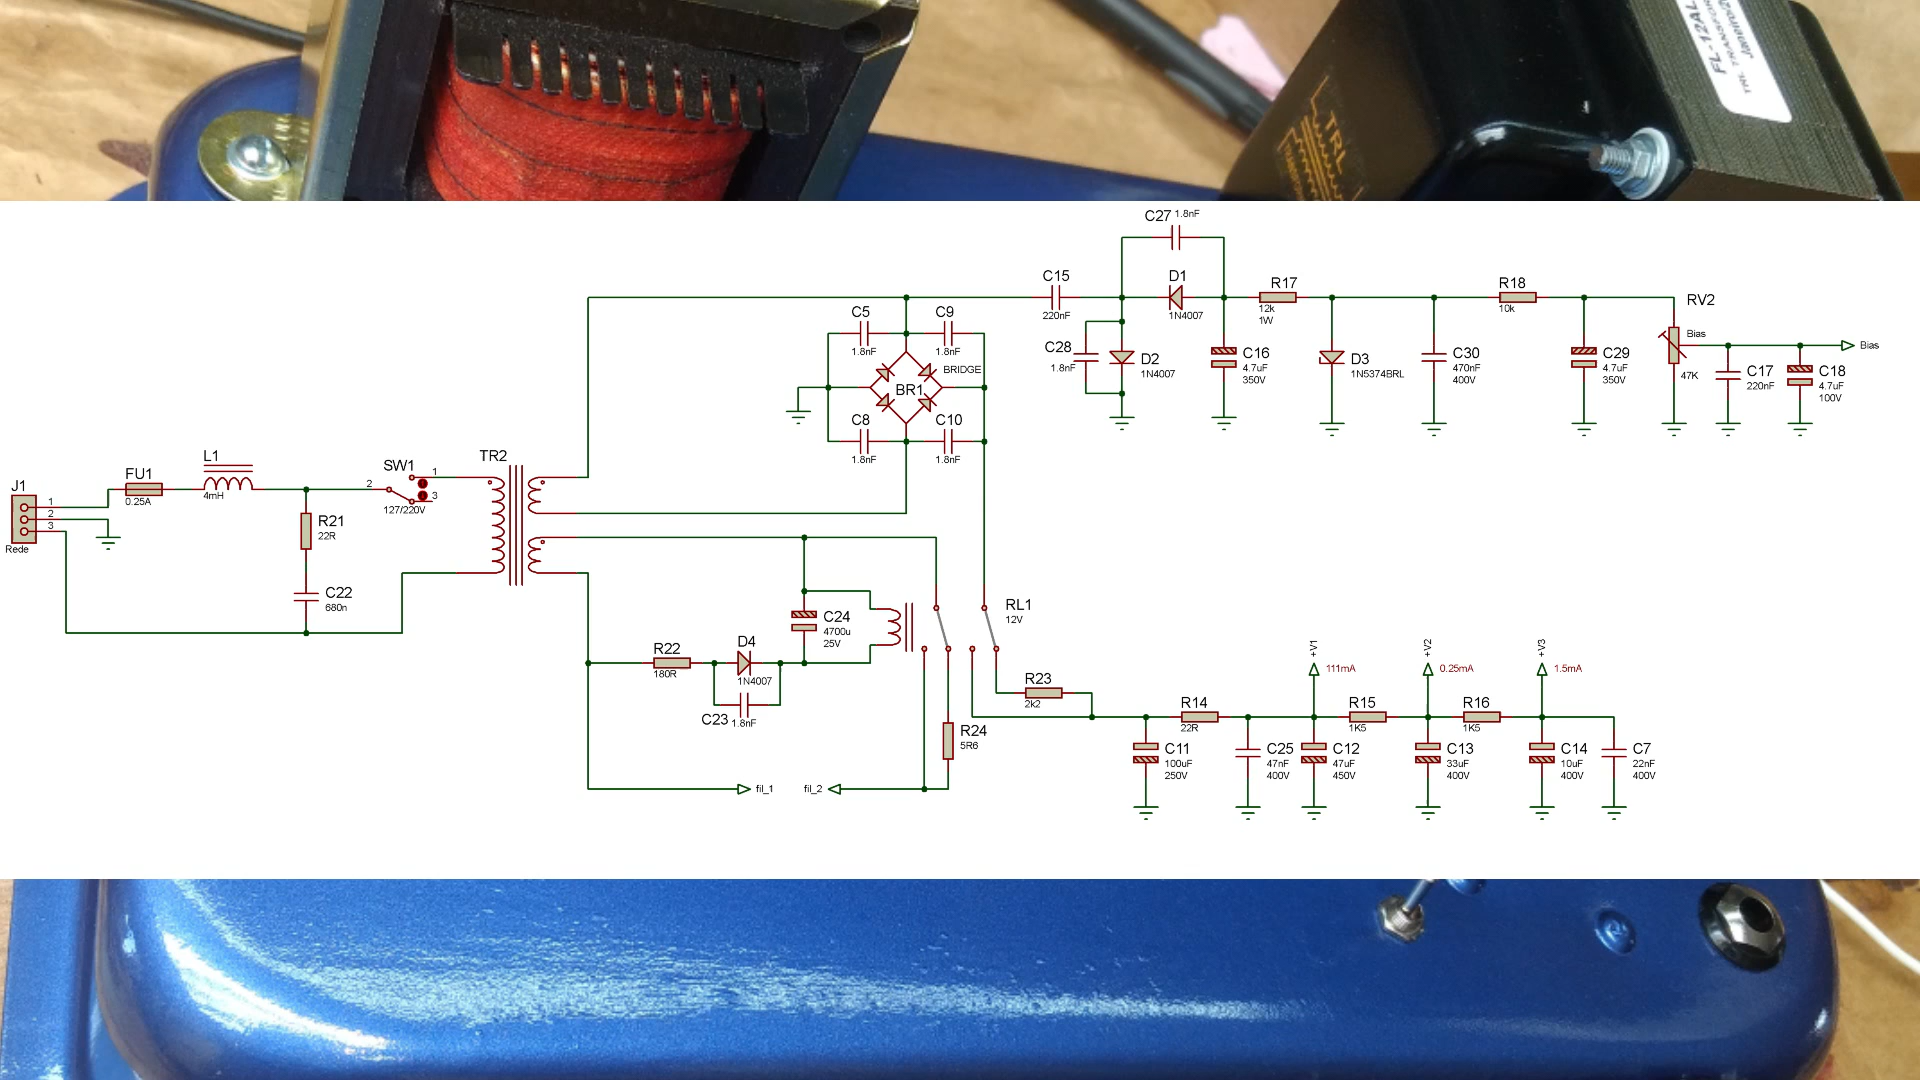 FL-12AL
TRL
C27 1.8nF
C15
220nF
D1
1N4007
R17
12k
1W
R18
10k
RV2
Bias
47K
Bias
C28
1.8nF
D2
1N4007
C16
4.7uF
350V
D3
1N5374BRL
C30
470nF
400V
C29
4.7uF
350V
C17
220nF
C18
4.7uF
100V
C5
1.8nF
C9
1.8nF
BRIDGE
BR1
C8
1.8nF
C10
1.8nF
J1
1
2
3
Rede
FU1
0.25A
L1
4mH
R21
22R
C22
680n
SW1
1
2
3
127/220V
TR2
C24
4700u
25V
R22
180R
D4
1N4007
C23 1.8nF
RL1
12V
R24
5R6
fil_1
fil_2
R23
2k2
R14
22R
+V1
111mA
R15
1K5
+V2
0.25mA
R16
1K5
+V3
1.5mA
C11
100uF
250V
C25
47nF
400V
C12
47uF
450V
C13
33uF
400V
C14
10uF
400V
C7
22nF
400V